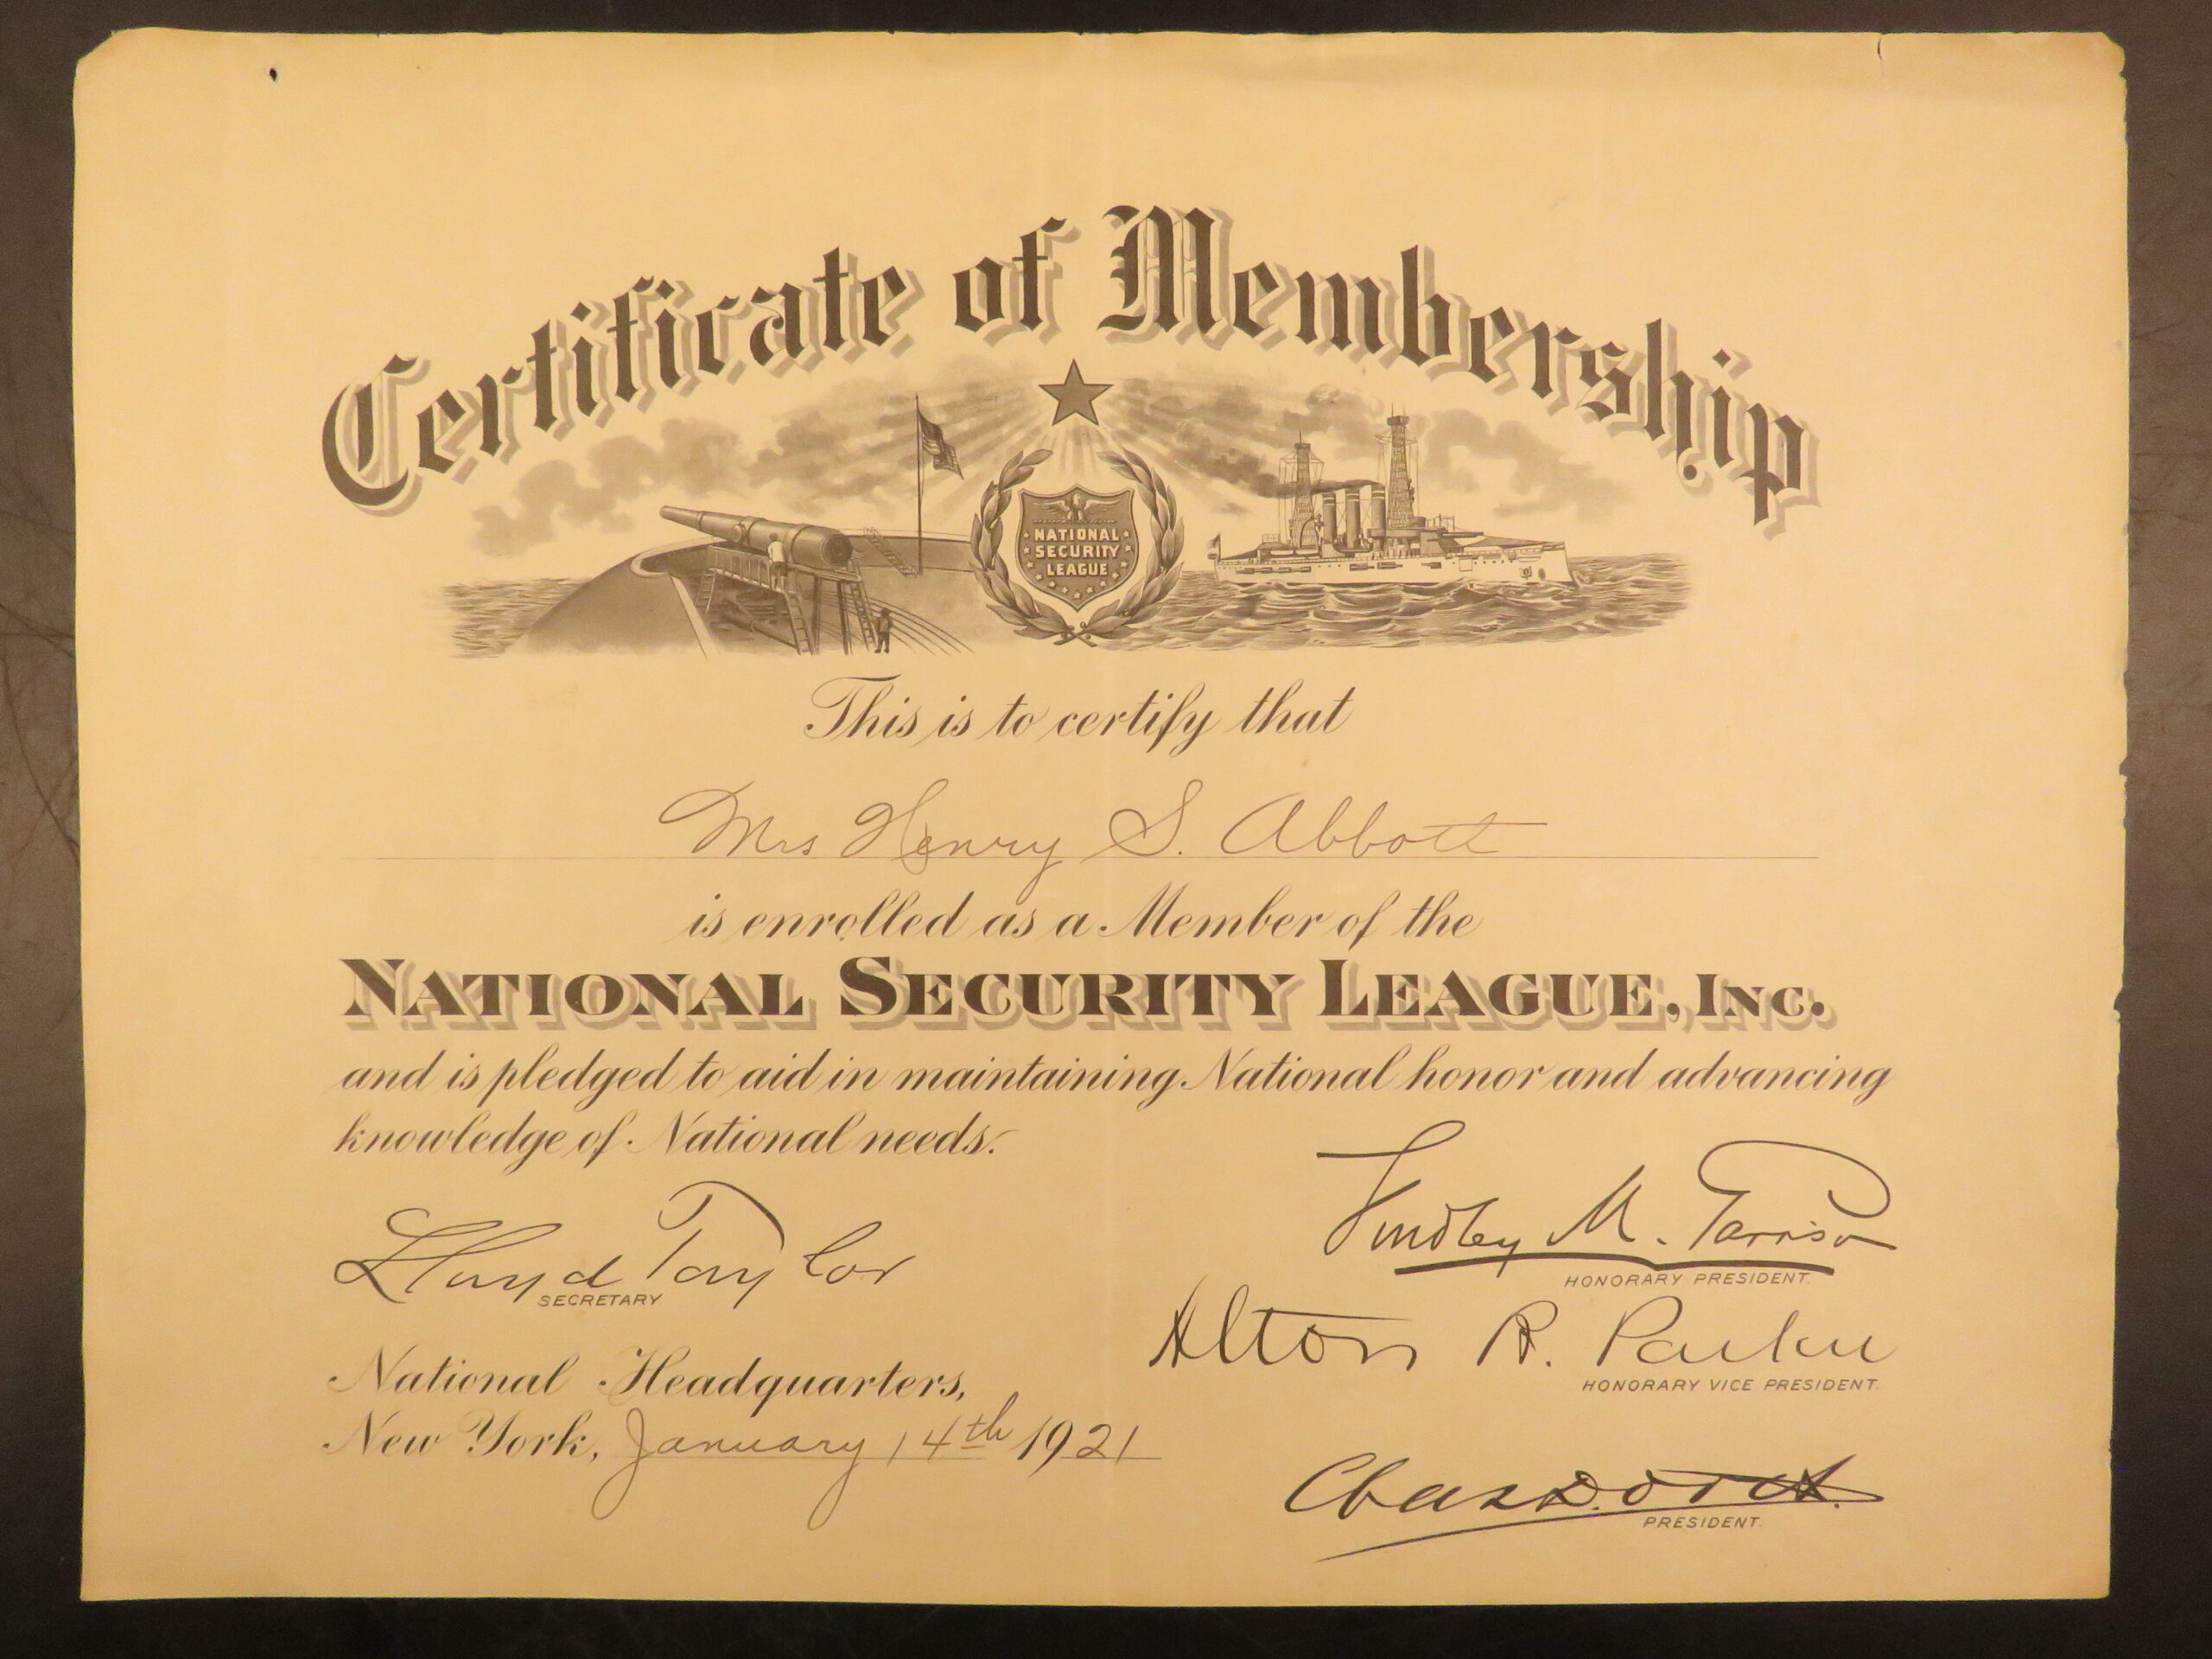 Certificate of Membership
NATIONAL
SECURITY
LEAGUE
This is to certify that
Mrs Henry S. Abbott
is enrolled as a Member of the
NATIONAL SECURITY LEAGUE, INC.
and is pledged to aid in maintaining National honor and advancing
knowledge of National needs.
Lindley M. Garrison
HONORARY PRESIDENT.
Lloyd Taylor
SECRETARY
Alton B. Parker
HONORARY VICE PRESIDENT.
National Headquarters,
New York, January 14th 1921
Chas D. Orth.
PRESIDENT.